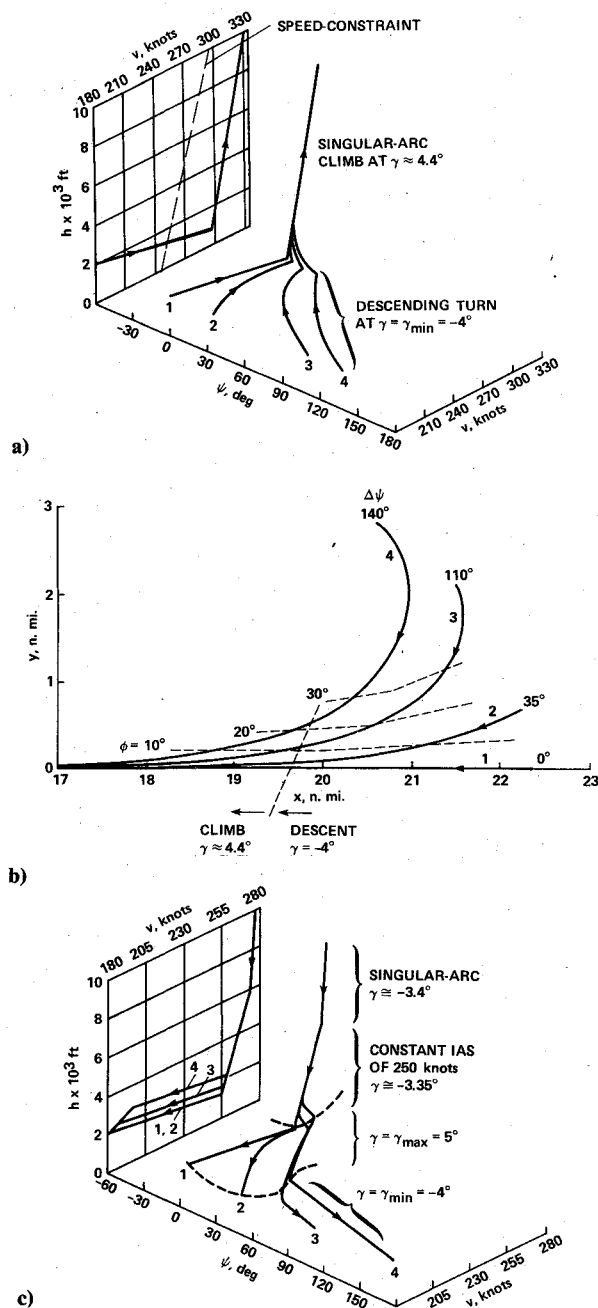 v, knots
180 210 240 270 300 330
SPEED-CONSTRAINT
10
8
6
4
2
0
h x 10³ ft
SINGULAR-ARC
CLIMB AT γ ≈ 4.4°
DESCENDING TURN
AT γ = γmin = –4°
1
2
3
4
-30
0
30
60
90
120
150
180
ψ, deg
210 240 270 300 330
v, knots
a)
3
2
1
0
y, n. mi.
Δψ
140°
4
110°
3
30°
20°
ϕ = 10°
2
35°
1
0°
17 18 19 20 21 22 23
x, n. mi.
CLIMB
γ ≈ 4.4°
DESCENT
γ = –4°
b)
v, knots
180 205 230 255 280
10
8
6
4
2
0
h x 10³ ft
4
3
1, 2
SINGULAR-ARC
γ ≅ –3.4°
CONSTANT IAS
OF 250 knots
γ ≅ –3.35°
γ = γmax = 5°
γ = γmin = –4°
1
2
3
4
-60
-30
0
30
60
90
120
150
ψ, deg
205 230 255 280
v, knots
c)